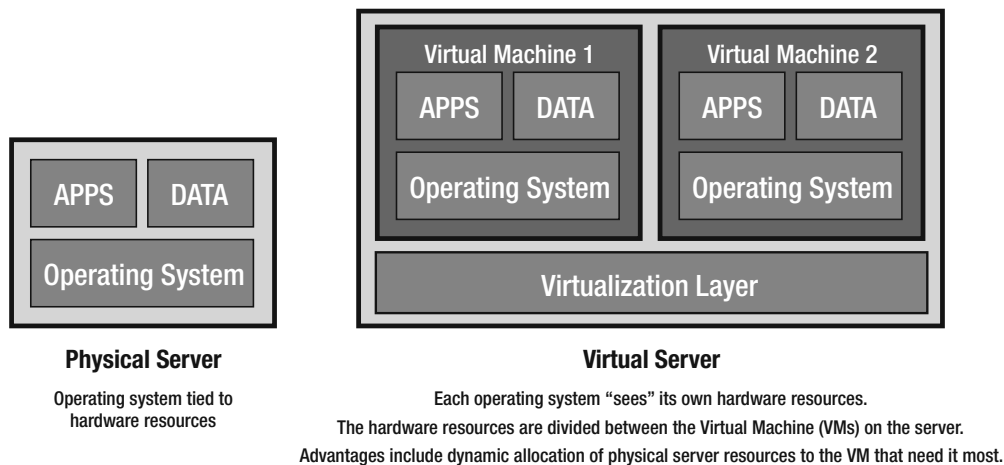 Virtual Machine 1
Virtual Machine 2
APPS
DATA
APPS
DATA
Operating System
Operating System
Virtualization Layer
APPS
DATA
Operating System
Physical Server
Operating system tied to
hardware resources
Virtual Server
Each operating system “sees” its own hardware resources.
The hardware resources are divided between the Virtual Machine (VMs) on the server.
Advantages include dynamic allocation of physical server resources to the VM that need it most.